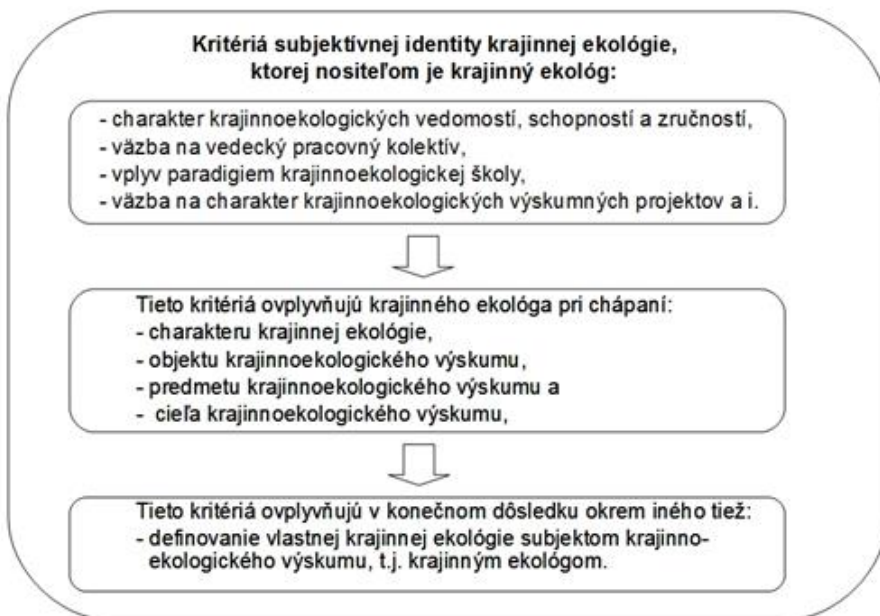 Kritériá subjektívnej identity krajinnej ekológie,
ktorej nositeľom je krajinný ekológ:
- charakter krajinnoekologických vedomostí, schopností a zručností,
- väzba na vedecký pracovný kolektív,
- vplyv paradigiem krajinnoekologickej školy,
- väzba na charakter krajinnoekologických výskumných projektov a i.
Tieto kritériá ovplyvňujú krajinného ekológa pri chápaní:
- charakteru krajinnej ekológie,
- objektu krajinnoekologického výskumu,
- predmetu krajinnoekologického výskumu a
- cieľa krajinnoekologického výskumu,
Tieto kritériá ovplyvňujú v konečnom dôsledku okrem iného tiež:
- definovanie vlastnej krajinnej ekológie subjektom krajinno-
ekologického výskumu, t.j. krajinným ekológom.